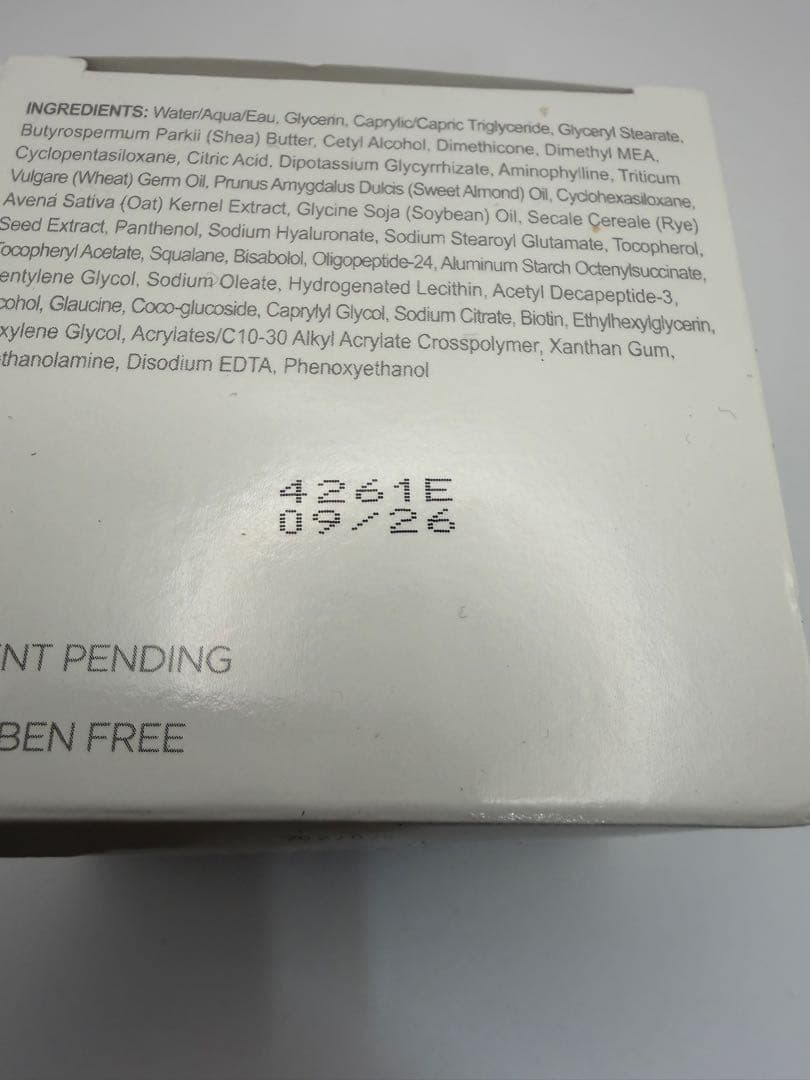 INGREDIENTS: Water/Aqua/Eau, Glycerin, Caprylic/Capric Triglyceride, Glyceryl Stearate,
Butyrospermum Parkii (Shea) Butter, Cetyl Alcohol, Dimethicone, Dimethyl MEA,
Cyclopentasiloxane, Citric Acid, Dipotassium Glycyrrhizate, Aminophylline, Triticum
Vulgare (Wheat) Germ Oil, Prunus Amygdalus Dulcis (Sweet Almond) Oil, Cyclohexasiloxane,
Avena Sativa (Oat) Kernel Extract, Glycine Soja (Soybean) Oil, Secale Cereale (Rye)
Seed Extract, Panthenol, Sodium Hyaluronate, Sodium Stearoyl Glutamate, Tocopherol,
ocopheryl Acetate, Squalane, Bisabolol, Oligopeptide-24, Aluminum Starch Octenylsuccinate,
entylene Glycol, Sodium Oleate, Hydrogenated Lecithin, Acetyl Decapeptide-3,
cohol, Glaucine, Coco-glucoside, Caprylyl Glycol, Sodium Citrate, Biotin, Ethylhexylglycerin,
xylene Glycol, Acrylates/C10-30 Alkyl Acrylate Crosspolymer, Xanthan Gum,
thanolamine, Disodium EDTA, Phenoxyethanol
4261E
09/26
NT PENDING
BEN FREE